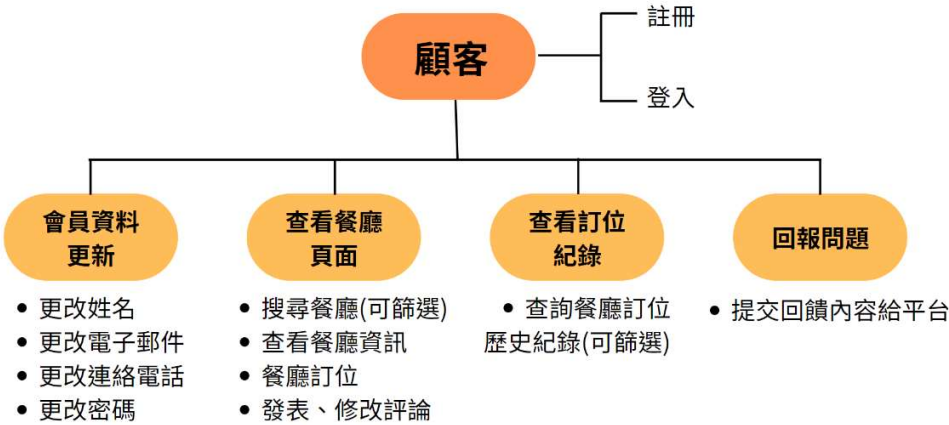 顧客
註冊
登入
會員資料
更新
• 更改姓名
• 更改電子郵件
• 更改連絡電話
• 更改密碼
查看餐廳
頁面
• 搜尋餐廳(可篩選)
• 查看餐廳資訊
• 餐廳訂位
• 發表、修改評論
查看訂位
紀錄
• 查詢餐廳訂位
歷史紀錄(可篩選)
回報問題
• 提交回饋內容給平台